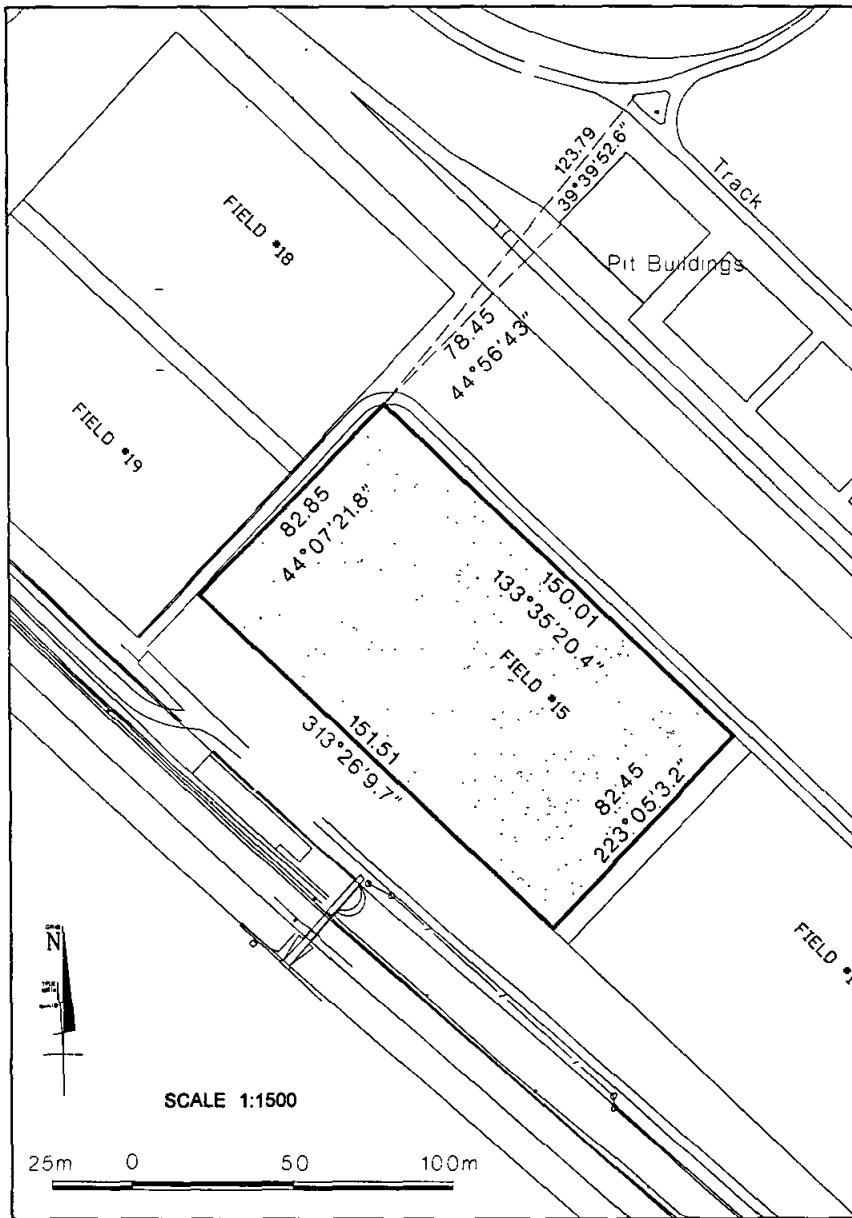 123.79
39°39'52.6"
Track
FIELD #18
Pit Buildings
78.45
44°56'43"
FIELD #19
82.85
44°07'21.8"
150.01
133°35'20.4"
FIELD #15
151.51
313°26'9.7"
82.45
223°05'3.2"
FIELD #1
N
SCALE 1:1500
25m 0 50 100m